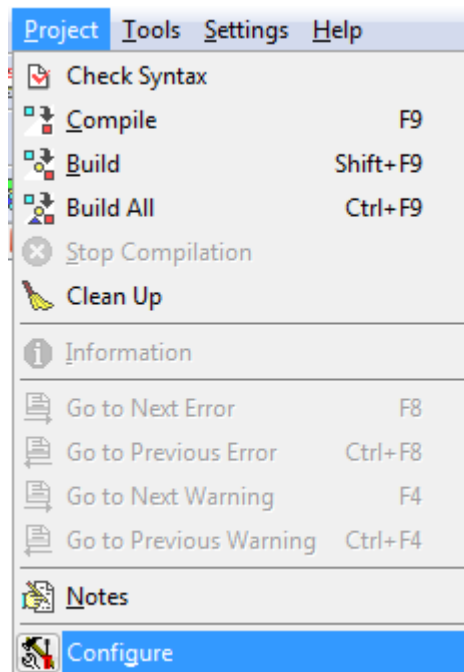 Project Tools Settings Help
Check Syntax
Compile F9
Build Shift+F9
Build All Ctrl+F9
Stop Compilation
Clean Up
Information
Go to Next Error F8
Go to Previous Error Ctrl+F8
Go to Next Warning F4
Go to Previous Warning Ctrl+F4
Notes
Configure